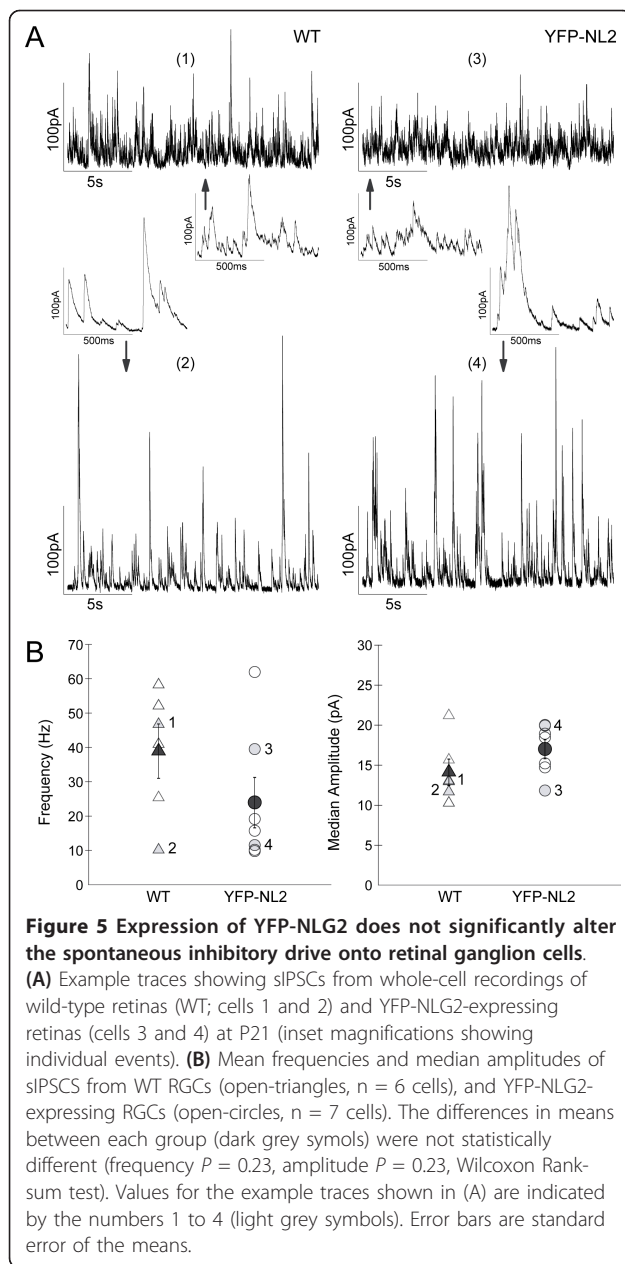 A
WT
YFP-NL2
(1)
(3)
100pA
5s
100pA
5s
100pA
500ms
100pA
500ms
100pA
500ms
100pA
500ms
(2)
(4)
100pA
5s
100pA
5s
B
70
60
50
40
30
20
10
0
Frequency (Hz)
1
2
3
4
WT
YFP-NL2
30
25
20
15
10
5
0
Median Amplitude (pA)
2
1
4
3
WT
YFP-NL2
Figure 5 Expression of YFP-NLG2 does not significantly alter
the spontaneous inhibitory drive onto retinal ganglion cells.
(A) Example traces showing sIPSCs from whole-cell recordings of
wild-type retinas (WT; cells 1 and 2) and YFP-NLG2-expressing
retinas (cells 3 and 4) at P21 (inset magnifications showing
individual events). (B) Mean frequencies and median amplitudes of
sIPSCS from WT RGCs (open-triangles, n = 6 cells), and YFP-NLG2-
expressing RGCs (open-circles, n = 7 cells). The differences in means
between each group (dark grey symols) were not statistically
different (frequency P = 0.23, amplitude P = 0.23, Wilcoxon Rank-
sum test). Values for the example traces shown in (A) are indicated
by the numbers 1 to 4 (light grey symbols). Error bars are standard
error of the means.